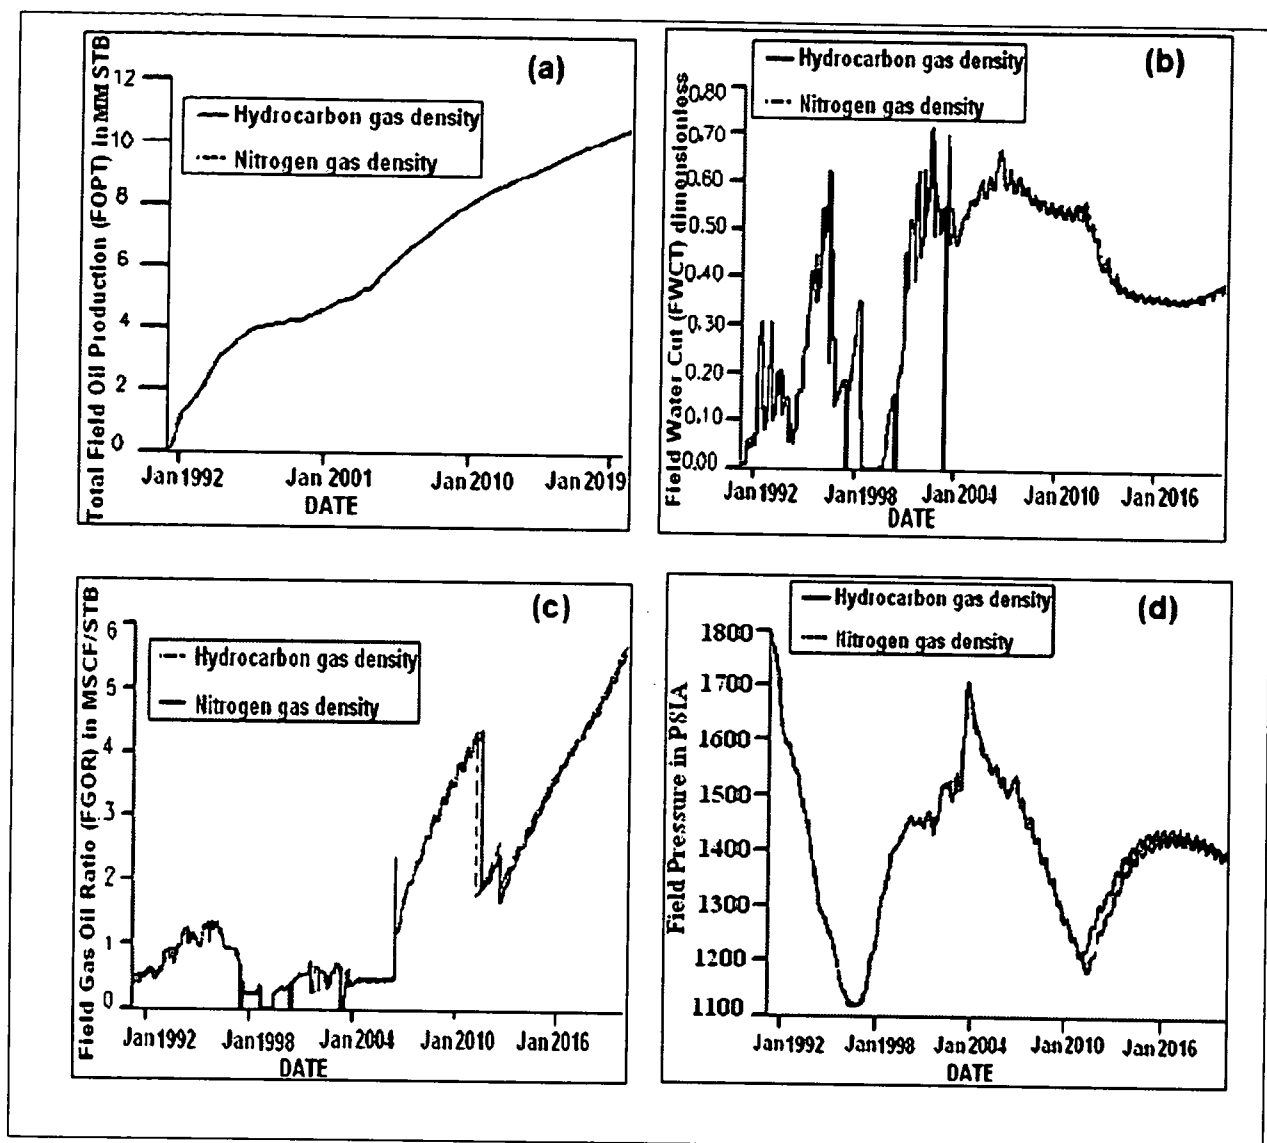 (a)
Total Field Oil Production (FOPT) in MM STB
Hydrocarbon gas density
Nitrogen gas density
12
10
8
6
4
2
0
Jan 1992 Jan 2001 Jan 2010 Jan 2019
DATE
(b)
Field Water Cut (FWCT) dimonsionless
Hydrocarbon gas density
Nitrogen gas density
0.80
0.70
0.60
0.50
0.40
0.30
0.20
0.10
0.00
Jan 1992 Jan 1998 Jan 2004 Jan 2010 Jan 2016
DATE
(c)
Field Gas Oil Ratio (FGOR) in MSCF/STB
Hydrocarbon gas density
Nitrogen gas density
6
5
4
3
2
1
0
Jan 1992 Jan 1998 Jan 2004 Jan 2010 Jan 2016
DATE
(d)
Field Pressure in PSIA
Hydrocarbon gas density
Nitrogen gas density
1800
1700
1600
1500
1400
1300
1200
1100
Jan 1992 Jan 1998 Jan 2004 Jan 2010 Jan 2016
DATE